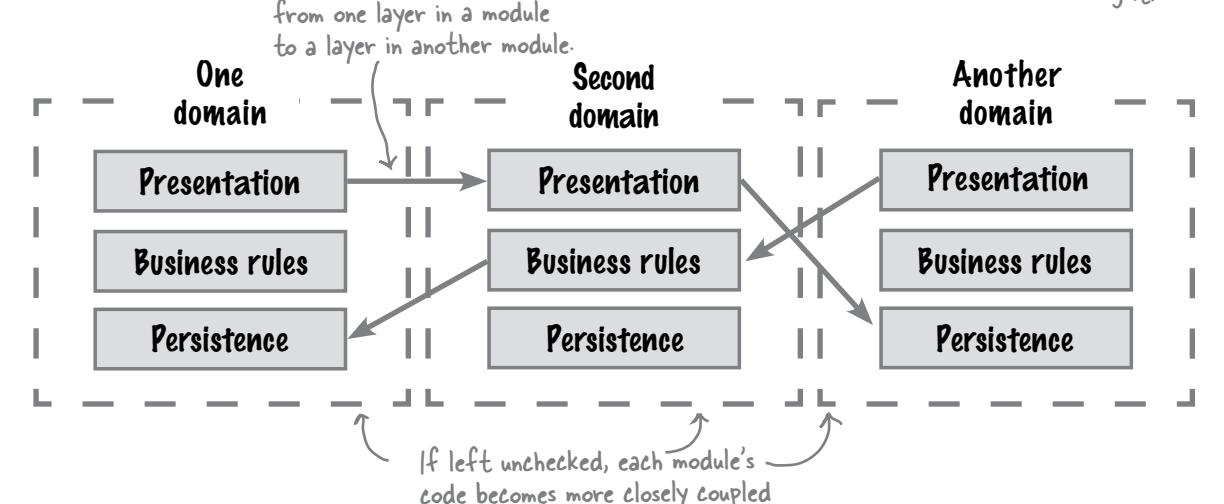 from one layer in a module
to a layer in another module.
One
domain
Second
domain
Another
domain
Presentation
Presentation
Presentation
Business rules
Business rules
Business rules
Persistence
Persistence
Persistence
If left unchecked, each module's
code becomes more closely coupled